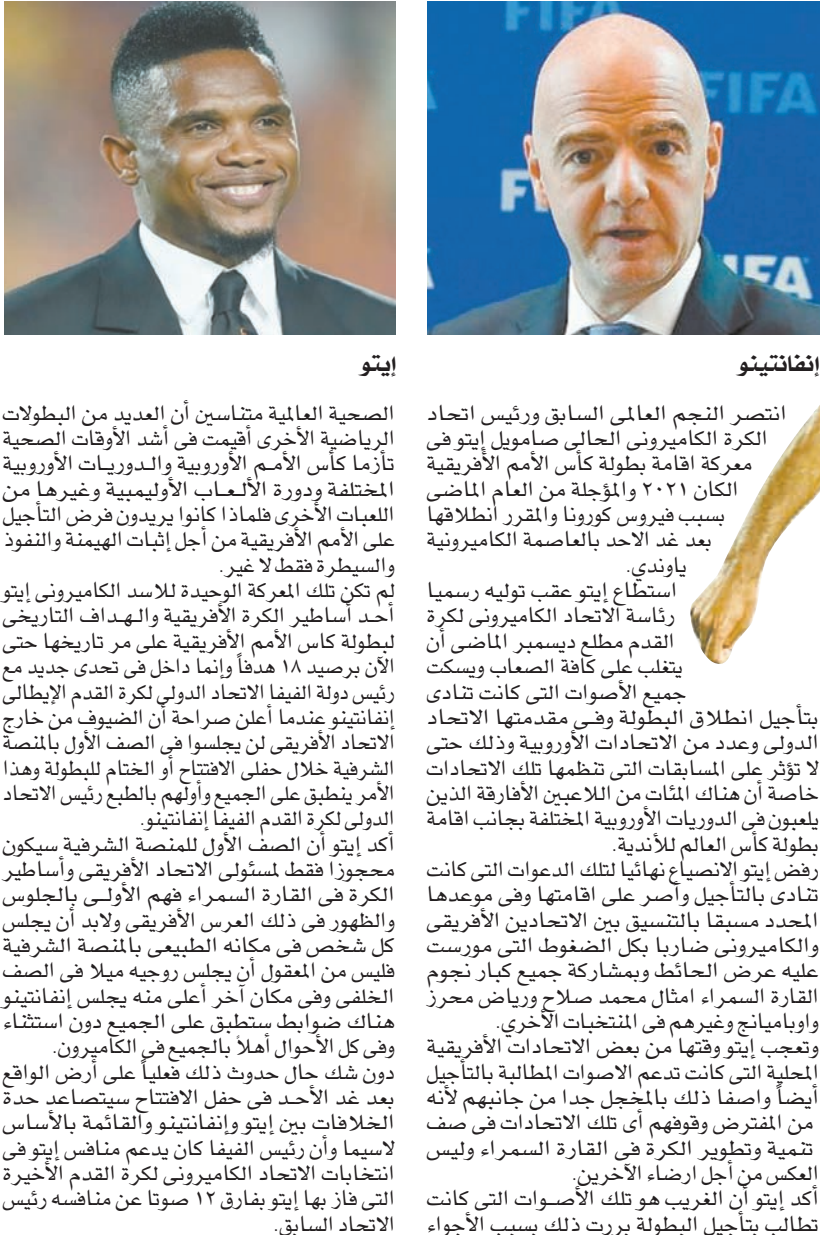 FIFA
FIFA
FI
IFA
إنفانتينو
إيتو
انتصر النجم العالمى السابق ورئيس اتحاد
الكرة الكاميرونى الحالى صامويل إيتو فى
معركة اقامة بطولة كأس الأمم الأفريقية
الكان ٢٠٢١ والمؤجلة من العام الماضى
بسبب فيروس كورونا والمقرر انطلاقها
بعد غد الاحد بالعاصمة الكاميرونية
ياوندي.
استطاع إيتو عقب توليه رسميا
رئاسة الاتحاد الكاميرونى لكرة
القدم مطلع ديسمبر الماضى أن
يتغلب على كافة الصعاب ويسكت
جميع الأصوات التى كانت تنادى
بتأجيل انطلاق البطولة وفى مقدمتها الاتحاد
الدولى وعدد من الاتحادات الأوروبية وذلك حتى
لا تؤثر على المسابقات التى تنظمها تلك الاتحادات
خاصة أن هناك المئات من اللاعبين الأفارقة الذين
يلعبون فى الدوريات الأوروبية المختلفة بجانب اقامة
بطولة كأس العالم للأندية.
رفض إيتو الانصياع نهائيا لتلك الدعوات التى كانت
تنادى بالتأجيل وأصر على اقامتها وفى موعدها
المحدد مسبقا بالتنسيق بين الاتحادين الأفريقى
والكاميرونى ضاربا بكل الضغوط التى مورست
عليه عرض الحائط وبمشاركة جميع كبار نجوم
القارة السمراء امثال محمد صلاح ورياض محرز
واوباميانج وغيرهم فى المنتخبات الأخري.
وتعجب إيتو وقتها من بعض الاتحادات الأفريقية
المحلية التى كانت تدعم الاصوات المطالبة بالتأجيل
أيضاً واصفا ذلك بالمخجل جدا من جانبهم لأنه
من المفترض وقوفهم أى تلك الاتحادات فى صف
تنمية وتطوير الكرة فى القارة السمراء وليس
العكس من أجل ارضاء الآخرين.
أكد إيتو أن الغريب هو تلك الأصوات التى كانت
تطالب بتأجيل البطولة بررت ذلك بسبب الأجواء
الصحية العالمية متناسين أن العديد من البطولات
الرياضية الأخرى أقيمت فى أشد الأوقات الصحية
تأزما كأس الأمم الأوروبية والدوريات الأوروبية
المختلفة ودورة الألعاب الأوليمبية وغيرها من
اللعبات الأخرى فلماذا كانوا يريدون فرض التأجيل
على الأمم الأفريقية من أجل إثبات الهيمنة والنفوذ
والسيطرة فقط لا غير.
لم تكن تلك المعركة الوحيدة للاسد الكاميرونى إيتو
أحد أساطير الكرة الأفريقية والهداف التاريخى
لبطولة كاس الأمم الأفريقية على مر تاريخها حتى
الآن برصيد ١٨ هدفاً وإنما داخل فى تحدى جديد مع
رئيس دولة الفيفا الاتحاد الدولى لكرة القدم الإيطالى
إنفانتينو عندما أعلن صراحة أن الضيوف من خارج
الاتحاد الأفريقى لن يجلسوا فى الصف الأول بالمنصة
الشرفية خلال حفلى الافتتاح أو الختام للبطولة وهذا
الأمر ينطبق على الجميع وأولهم بالطبع رئيس الاتحاد
الدولى لكرة القدم الفيفا إنفانتينو.
أكد إيتو أن الصف الأول للمنصة الشرفية سيكون
محجوزا فقط لمسئولى الاتحاد الأفريقى وأساطير
الكرة فى القارة السمراء فهم الأولى بالجلوس
والظهور فى ذلك العرس الأفريقى ولابد أن يجلس
كل شخص فى مكانه الطبيعى بالمنصة الشرفية
فليس من المعقول أن يجلس روجيه ميلا فى الصف
الخلفى وفى مكان آخر أعلى منه يجلس إنفانتينو
هناك ضوابط ستطبق على الجميع دون استثناء
وفى كل الأحوال أهلاً بالجميع فى الكاميرون.
دون شك حال حدوث ذلك فعلياً على أرض الواقع
بعد غد الأحد فى حفل الافتتاح سيتصاعد حدة
الخلافات بين إيتو وإنفانتينو والقائمة بالأساس
لاسيما وأن رئيس الفيفا كان يدعم منافس إيتو فى
انتخابات الاتحاد الكاميرونى لكرة القدم الأخيرة
التى فاز بها إيتو بفارق ١٢ صوتا عن منافسه رئيس
الاتحاد السابق.